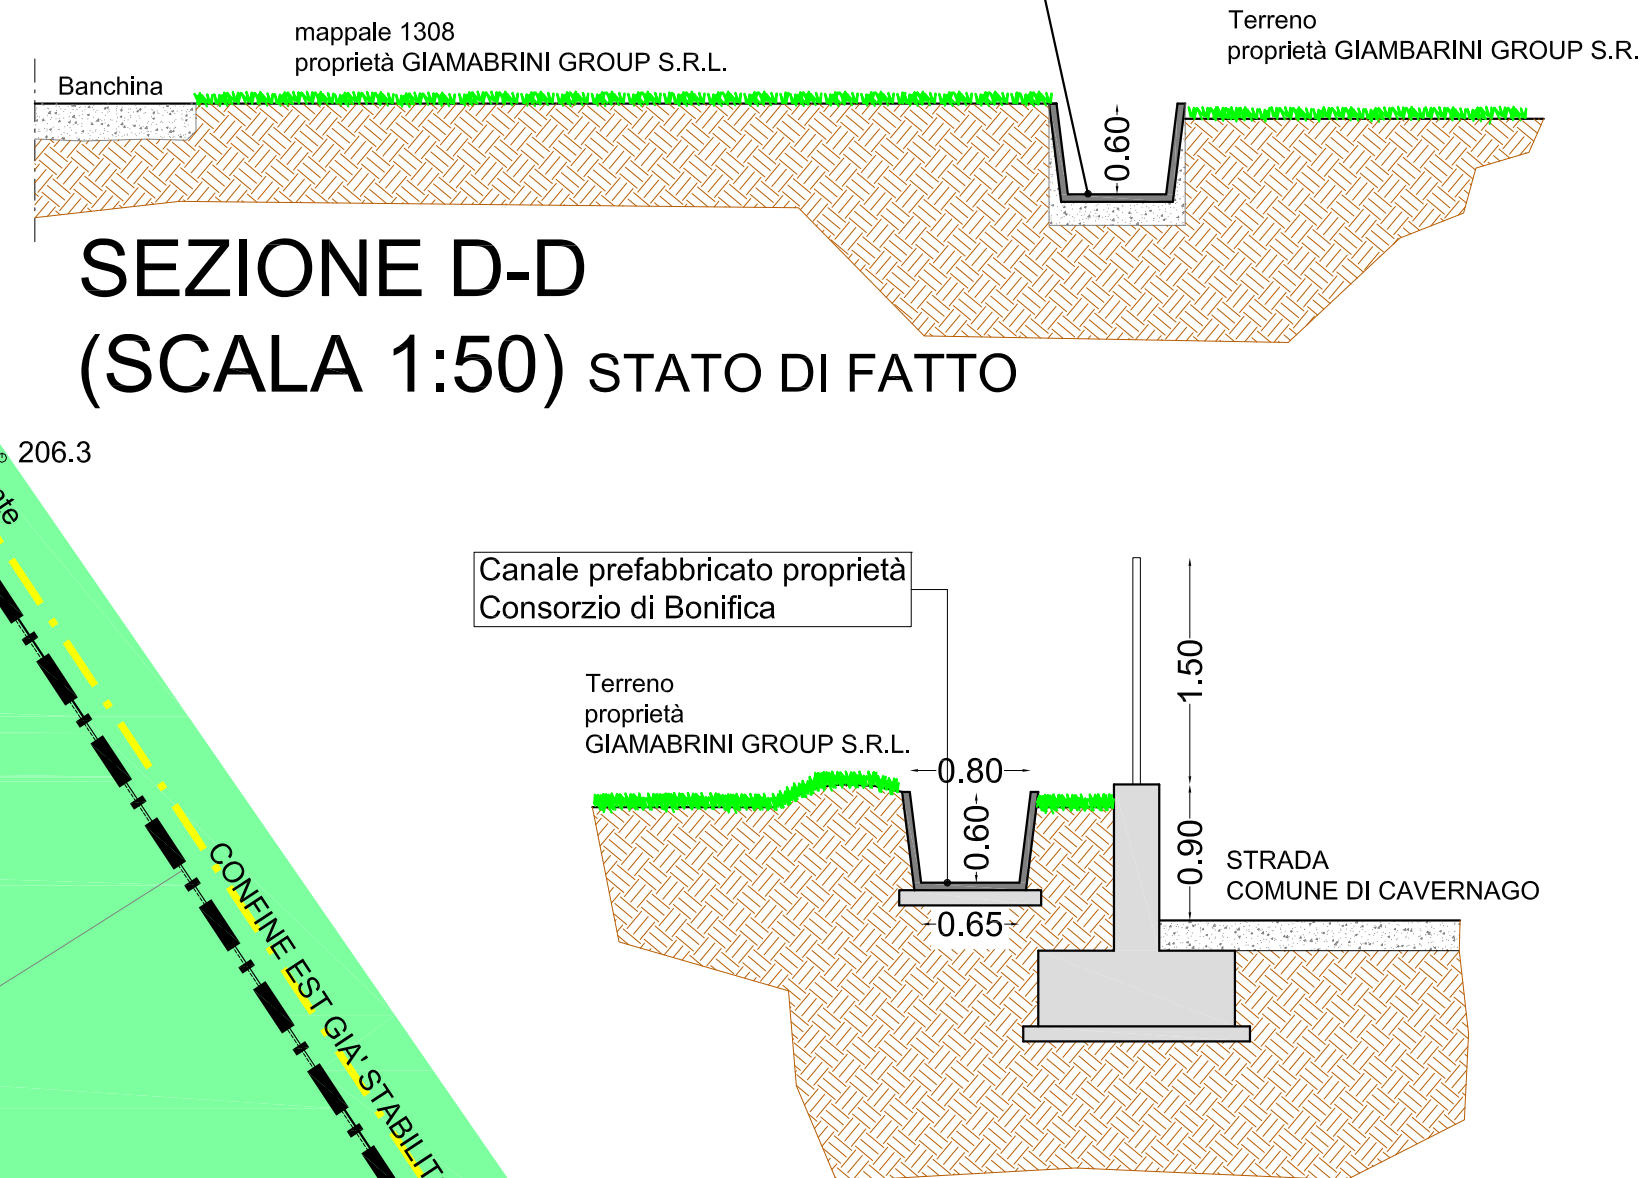 mappale 1308
proprietà GIAMABRINI GROUP S.R.L.
Terreno
proprietà GIAMBARINI GROUP S.R.
Banchina
0.60
SEZIONE D-D
(SCALA 1:50) STATO DI FATTO
206.3
Canale prefabbricato proprietà
Consorzio di Bonifica
Terreno
proprietà
GIAMABRINI GROUP S.R.L.
0.80
0.60
0.65
1.50
0.90
STRADA
COMUNE DI CAVERNAGO
CONFINE EST GIA' STABILIT